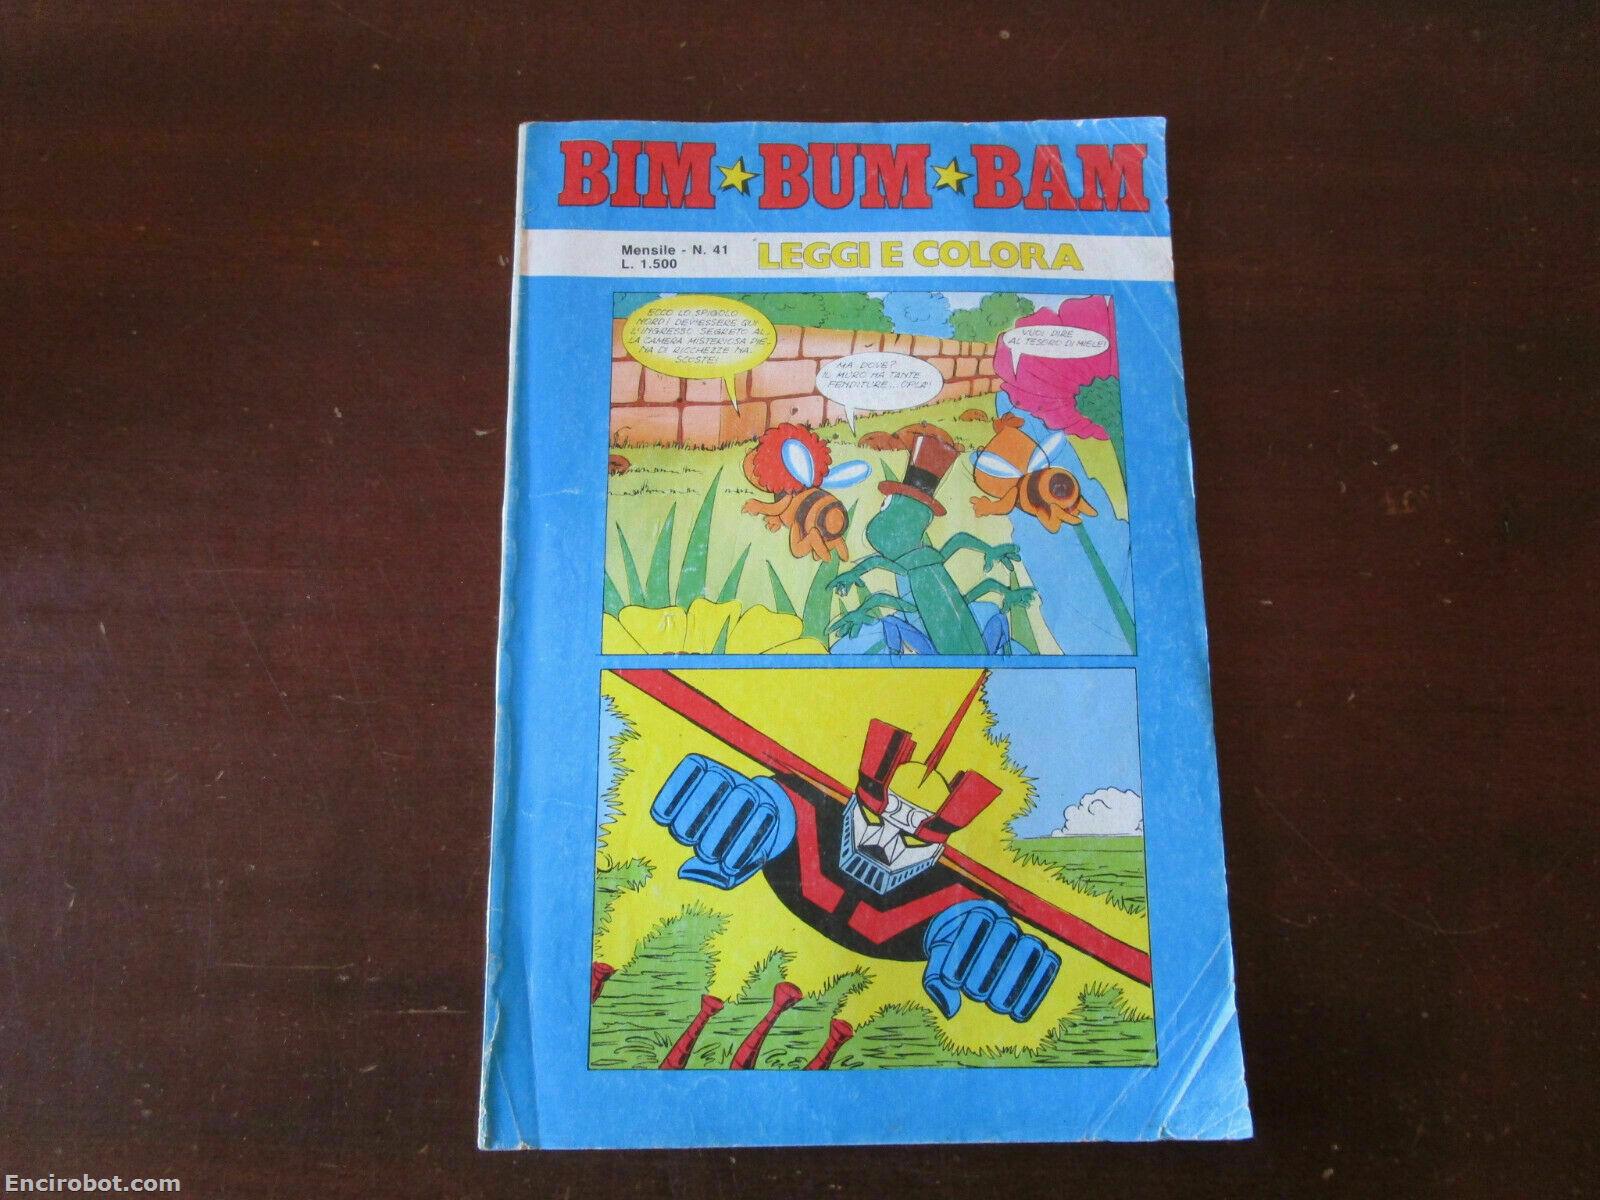 BIM★BUM★BAM
Mensile - N. 41
L. 1.500
LEGGI E COLORA
ECCO LO SPIGOLO
NORD! DEV'ESSERE QUI
L'INGRESSO SEGRETO AL-
LA CAMERA MISTERIOSA PIE-
NA DI RICCHEZZE NA-
SCOSTE!
MA DOVE?
IL MURO HA TANTE
FENDITURE...OPLA'
VUOI DIRE
AL TESORO DI MIELE!
Encirobot.com